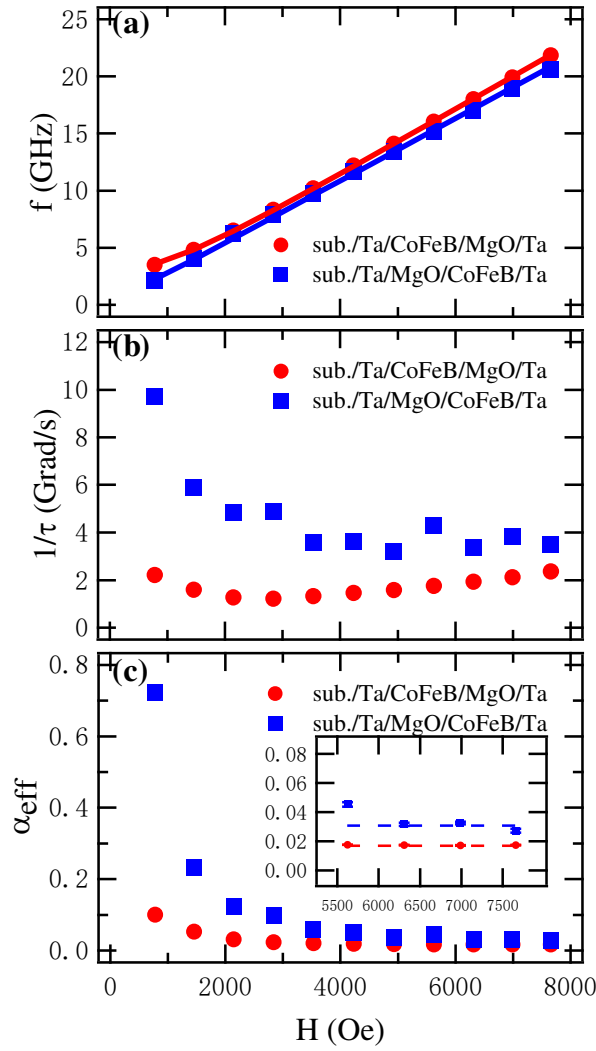 (a)
25
20
15
10
5
0
f (GHz)
sub./Ta/CoFeB/MgO/Ta
sub./Ta/MgO/CoFeB/Ta
(b)
12
10
8
6
4
2
0
1/τ (Grad/s)
sub./Ta/CoFeB/MgO/Ta
sub./Ta/MgO/CoFeB/Ta
(c)
0.8
0.6
0.4
0.2
0.0
αeff
sub./Ta/CoFeB/MgO/Ta
sub./Ta/MgO/CoFeB/Ta
0.08
0.06
0.04
0.02
0.00
5500 6000 6500 7000 7500
0 2000 4000 6000 8000
H (Oe)